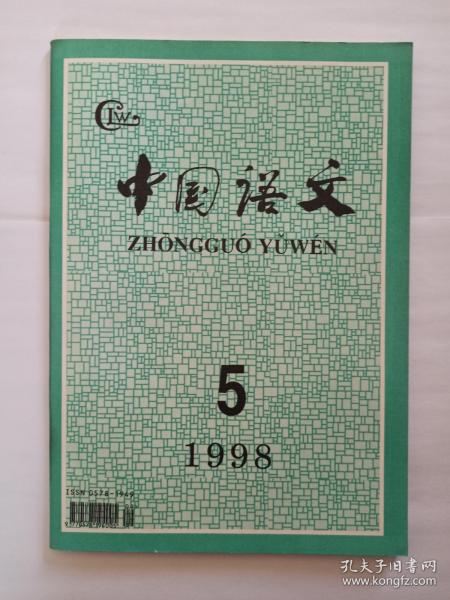 中国语文
ZHŌNGGUÓ YǓWÉN
5
1998
ISSN 0578-1949
孔夫子旧书网
www.kongfz.com